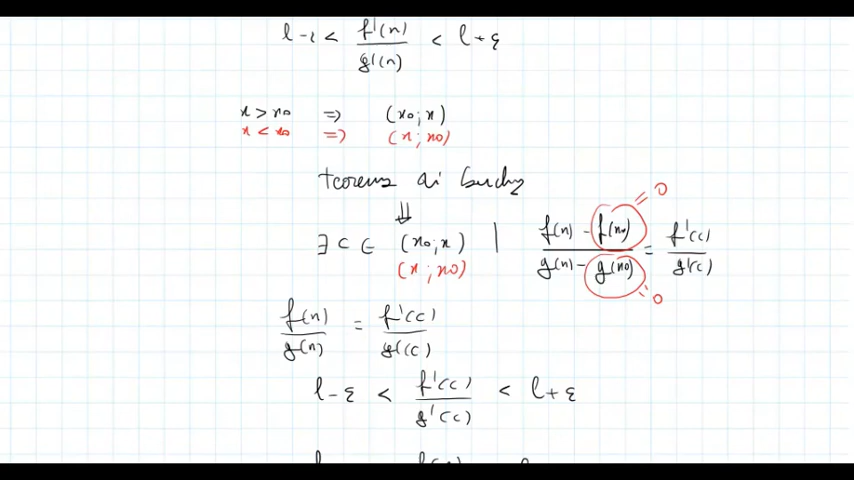 l-ε < f'(x)/g'(x) < l+ε
x > x0 ⇒ (x0; x)
x < x0 ⇒ (x; x0)
teorema di Cauchy
⇓
∃ c ∈ (x0; x) | (f(x) - f(x0))/(g(x) - g(x0)) = f'(c)/g'(c)
= 0
(x; x0)
= 0
f(x)/g(x) = f'(c)/g'(c)
l-ε < f'(c)/g'(c) < l+ε